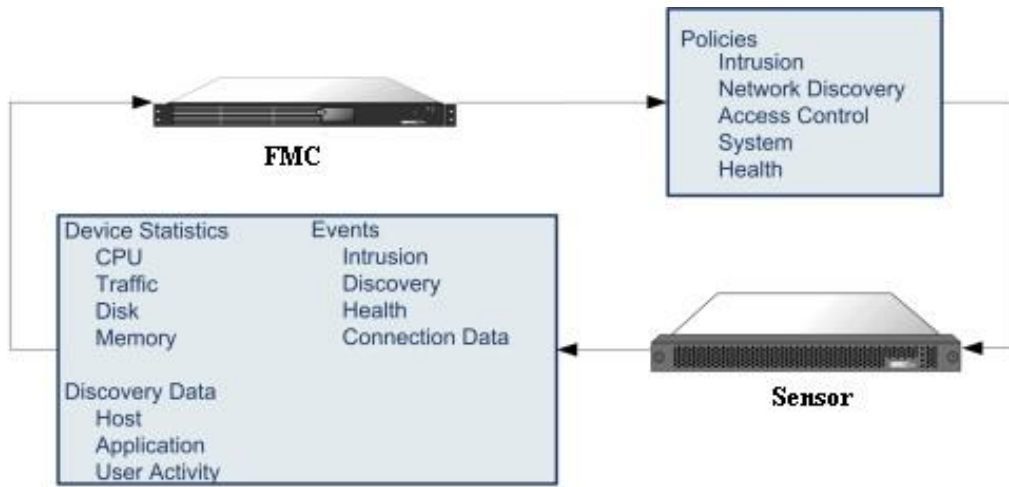 FMC
Policies
Intrusion
Network Discovery
Access Control
System
Health
Device Statistics
CPU
Traffic
Disk
Memory
Discovery Data
Host
Application
User Activity
Events
Intrusion
Discovery
Health
Connection Data
Sensor